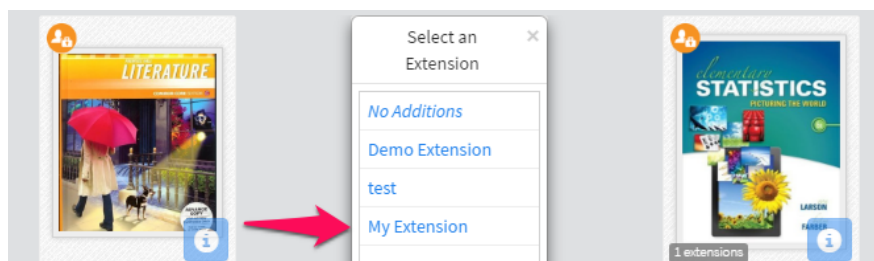 LITERATURE
Select an
Extension
×
No Additions
Demo Extension
test
My Extension
elementary
STATISTICS
PICTURING THE WORLD
LARSON
FARBER
1 extensions